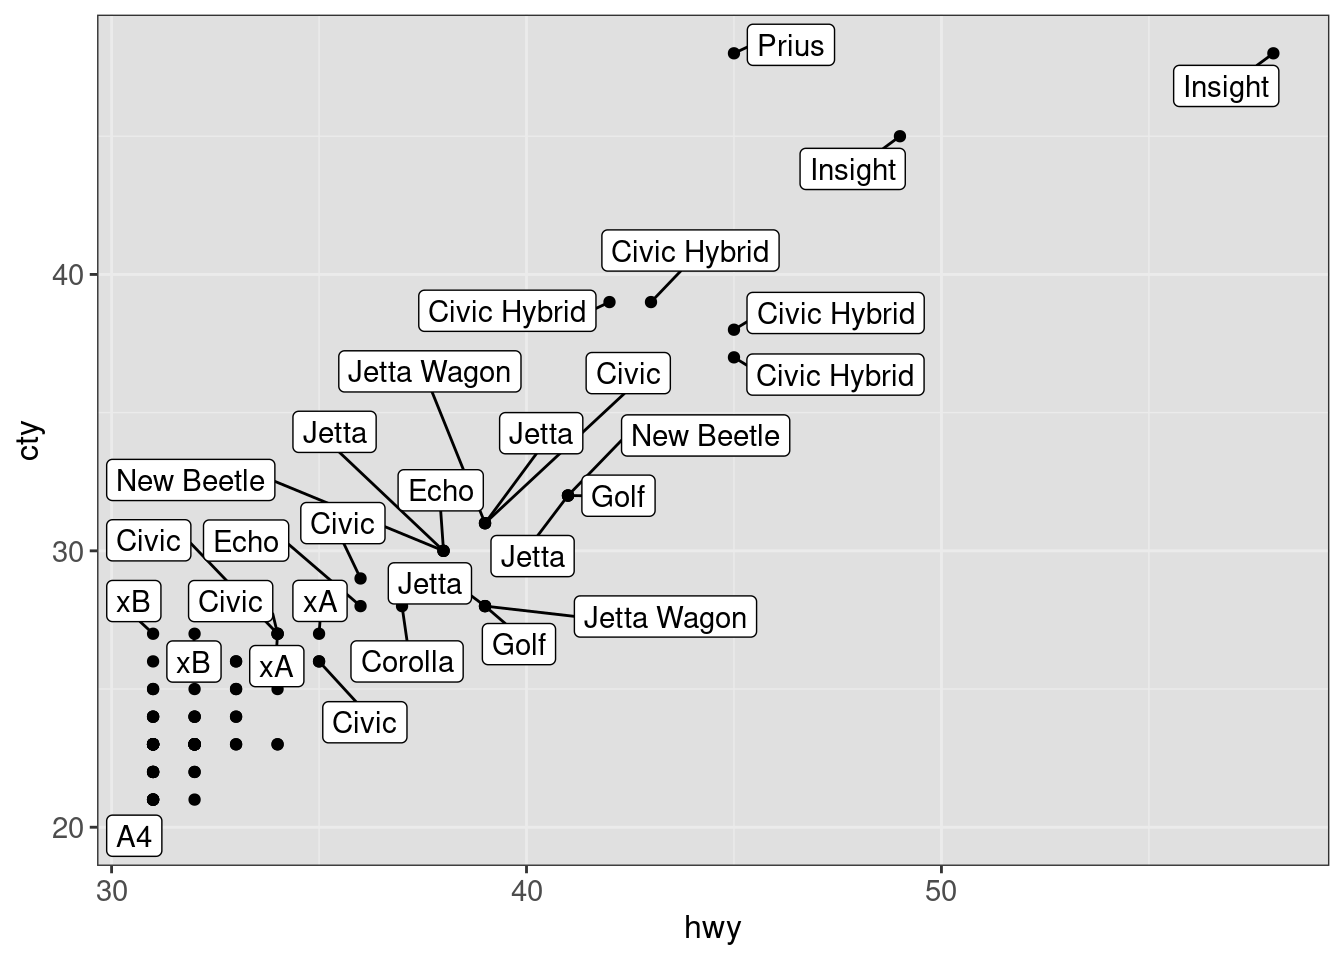 Prius
Insight
Insight
Civic Hybrid
40
Civic Hybrid
Civic Hybrid
Jetta Wagon
Civic
Civic Hybrid
cty
Jetta
Jetta
New Beetle
New Beetle
Echo
Golf
Civic
Civic
Echo
30
Jetta
Jetta
xB
Civic
xA
Jetta Wagon
Golf
xB
xA
Corolla
Civic
20
A4
30
40
50
hwy